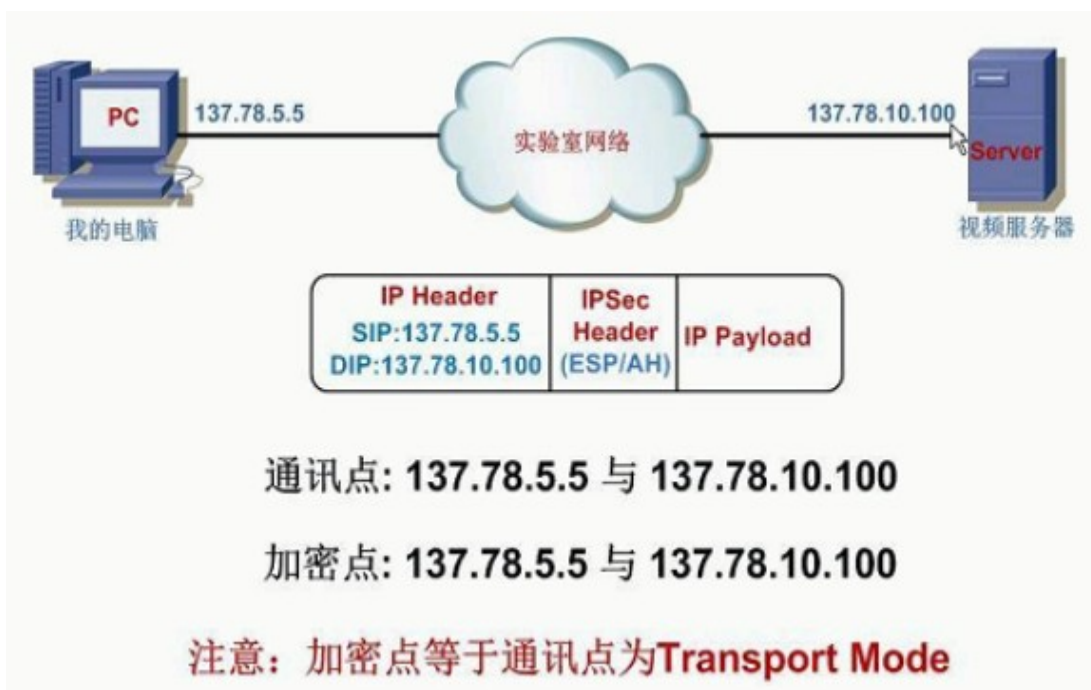 PC
137.78.5.5
实验室网络
137.78.10.100
Server
我的电脑
视频服务器
IP Header
SIP:137.78.5.5
DIP:137.78.10.100
IPSec
Header
(ESP/AH)
IP Payload
通讯点: 137.78.5.5 与 137.78.10.100
加密点: 137.78.5.5 与 137.78.10.100
注意：加密点等于通讯点为Transport Mode